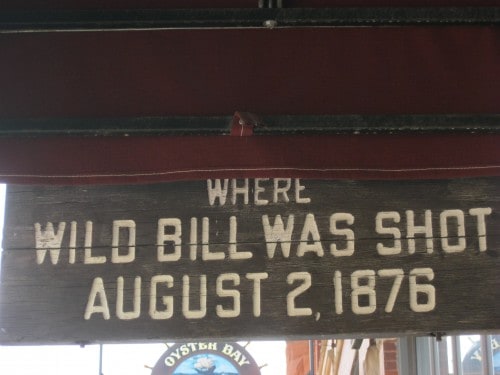 WHERE
WILD BILL WAS SHOT
AUGUST 2, 1876
OYSTER BAY